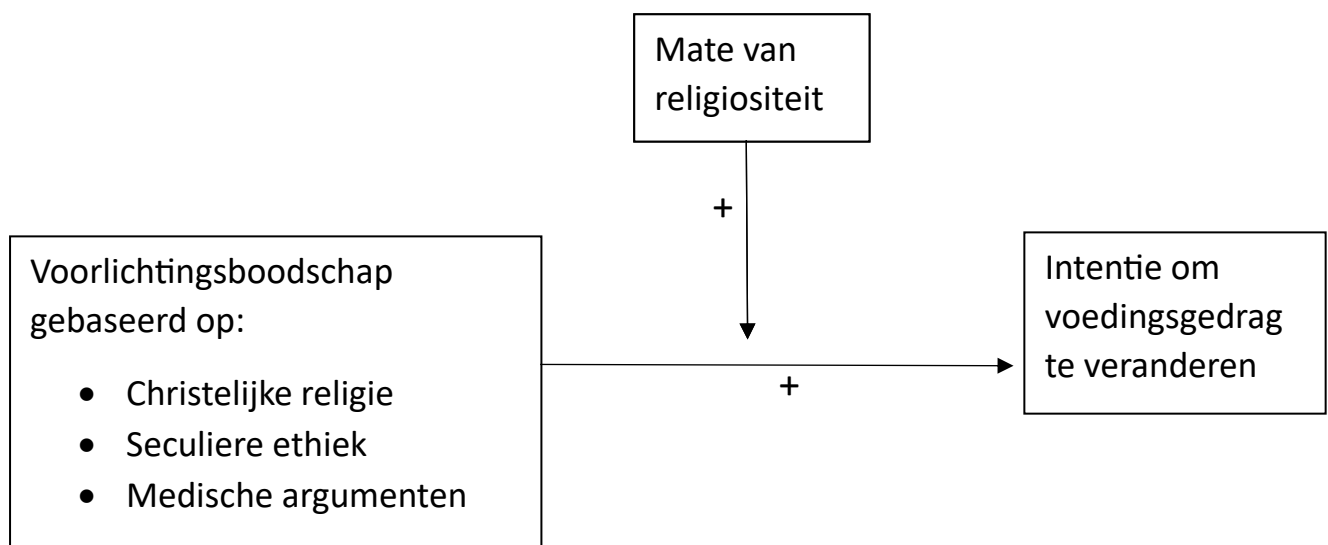 Mate van
religiositeit
+
Voorlichtingsboodschap
gebaseerd op:
• Christelijke religie
• Seculiere ethiek
• Medische argumenten
+
Intentie om
voedingsgedrag
te veranderen